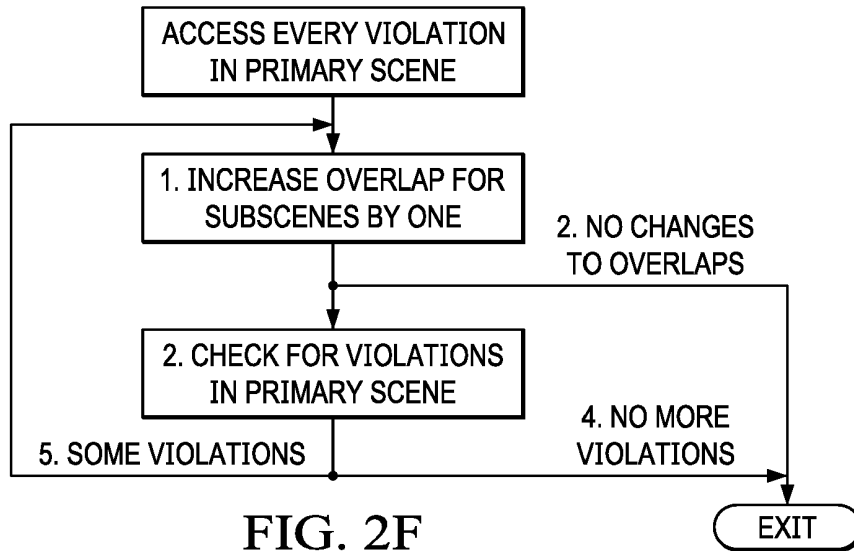 ACCESS EVERY VIOLATION
IN PRIMARY SCENE
1. INCREASE OVERLAP FOR
SUBSCENES BY ONE
2. NO CHANGES
TO OVERLAPS
2. CHECK FOR VIOLATIONS
IN PRIMARY SCENE
4. NO MORE
VIOLATIONS
5. SOME VIOLATIONS
EXIT
FIG. 2F